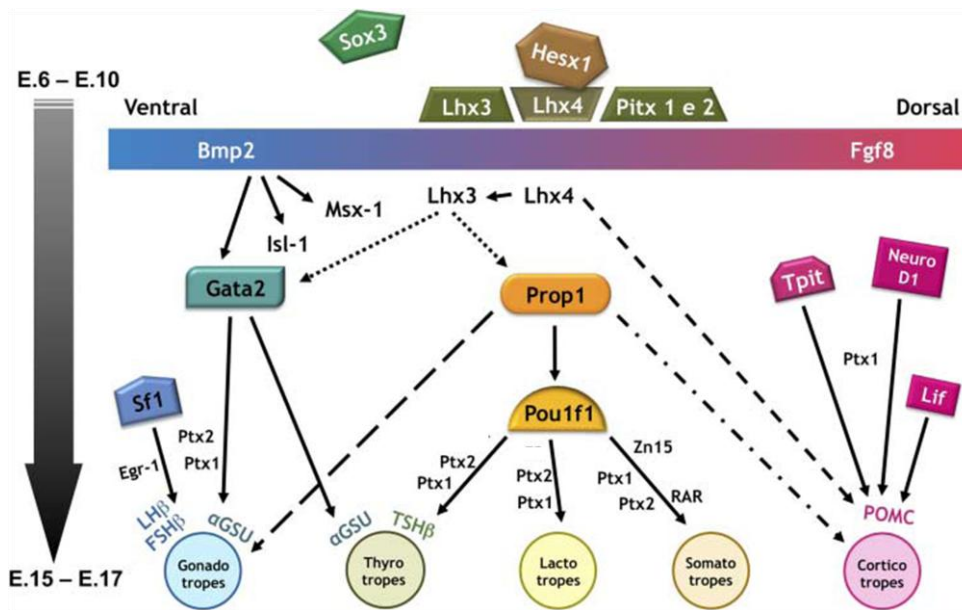 Sox3
Hesx1
E.6 – E.10
Lhx3
Lhx4
Pitx 1 e 2
Ventral
Dorsal
Bmp2
Fgf8
Msx-1
Lhx3
Lhx4
Isl-1
Gata2
Prop1
Tpit
Neuro
D1
Ptx1
Sf1
Pou1f1
Lif
Egr-1
Ptx2
Ptx1
Ptx2
Ptx1
Ptx2
Ptx1
Zn15
Ptx1
Ptx2
RAR
LHβ
FSHβ
αGSU
αGSU
TSHβ
POMC
Gonado
tropes
Thyro
tropes
Lacto
tropes
Somato
tropes
Cortico
tropes
E.15 – E.17